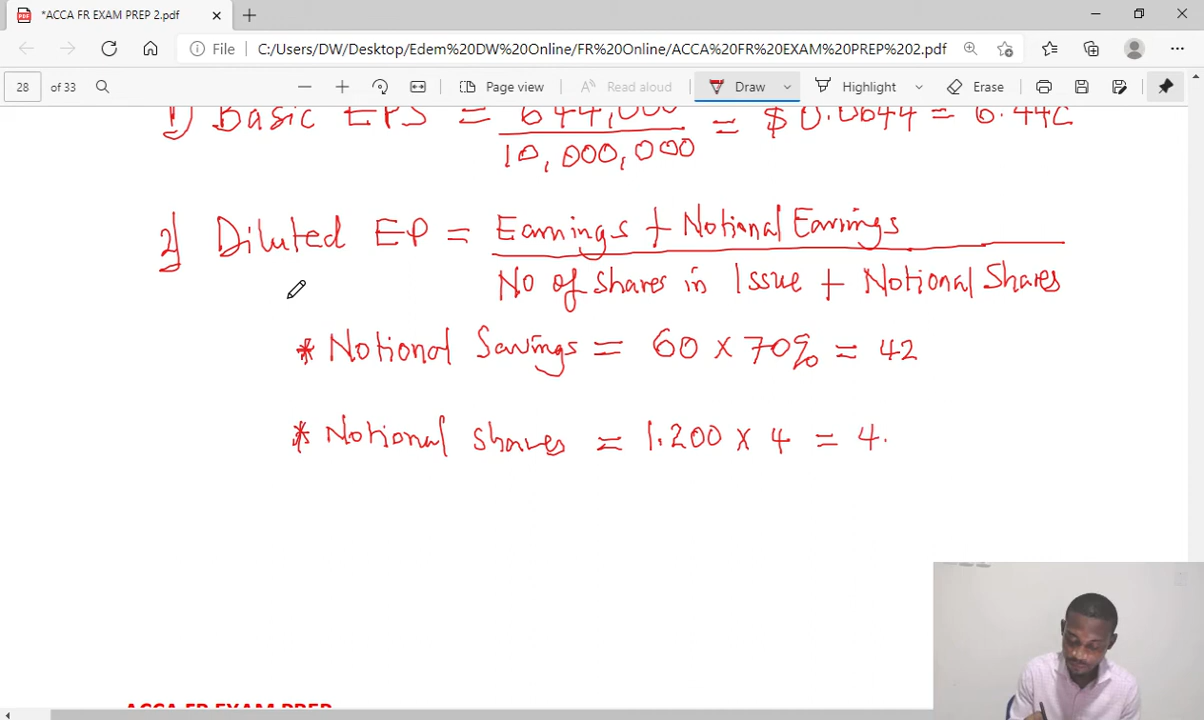 *ACCA FR EXAM PREP 2.pdf
File C:/Users/DW/Desktop/Edem%20DW%20Online/FR%20Online/ACCA%20FR%20EXAM%20PREP%202.pdf
28 of 33 Page view Read aloud Draw Highlight Erase
1) Basic EPS = 644,000 / 10,000,000 = $0.0644 = 6.44c
2) Diluted EP = Earnings + Notional Earnings
No of shares in Issue + Notional Shares
* Notional Savings = 60 x 70% = 42
* Notional shares = 1.200 x 4 = 4.
ACCA FR EXAM PREP